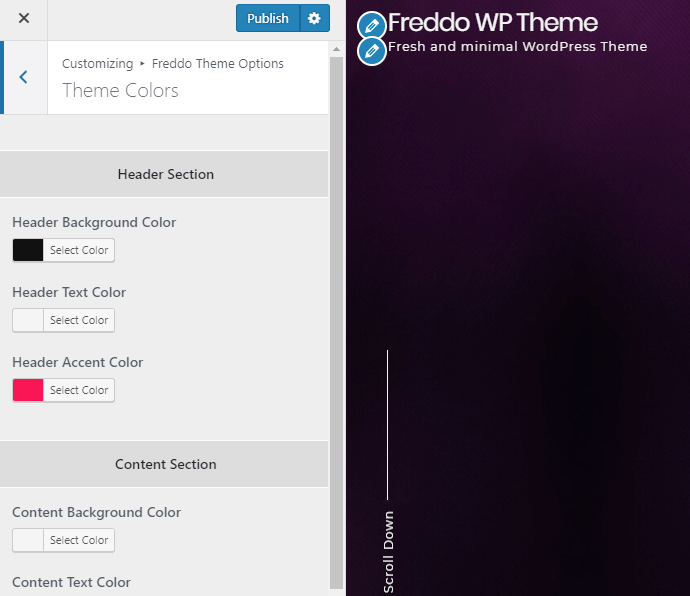 Publish
Customizing ▸ Freddo Theme Options
Theme Colors
Header Section
Header Background Color
Select Color
Header Text Color
Select Color
Header Accent Color
Select Color
Content Section
Content Background Color
Select Color
Content Text Color
Freddo WP Theme
Fresh and minimal WordPress Theme
Scroll Down